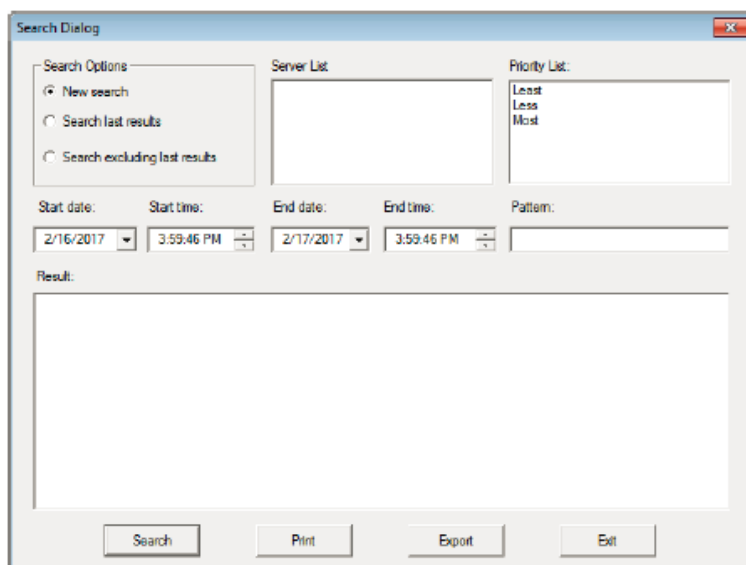 Search Dialog
Search Options
New search
Search last results
Search excluding last results
Server List
Priority List:
Least
Less
Most
Start date:
Start time:
End date:
End time:
Pattern:
2/16/2017
3:59:46 PM
2/17/2017
3:59:46 PM
Result:
Search
Print
Export
Exit